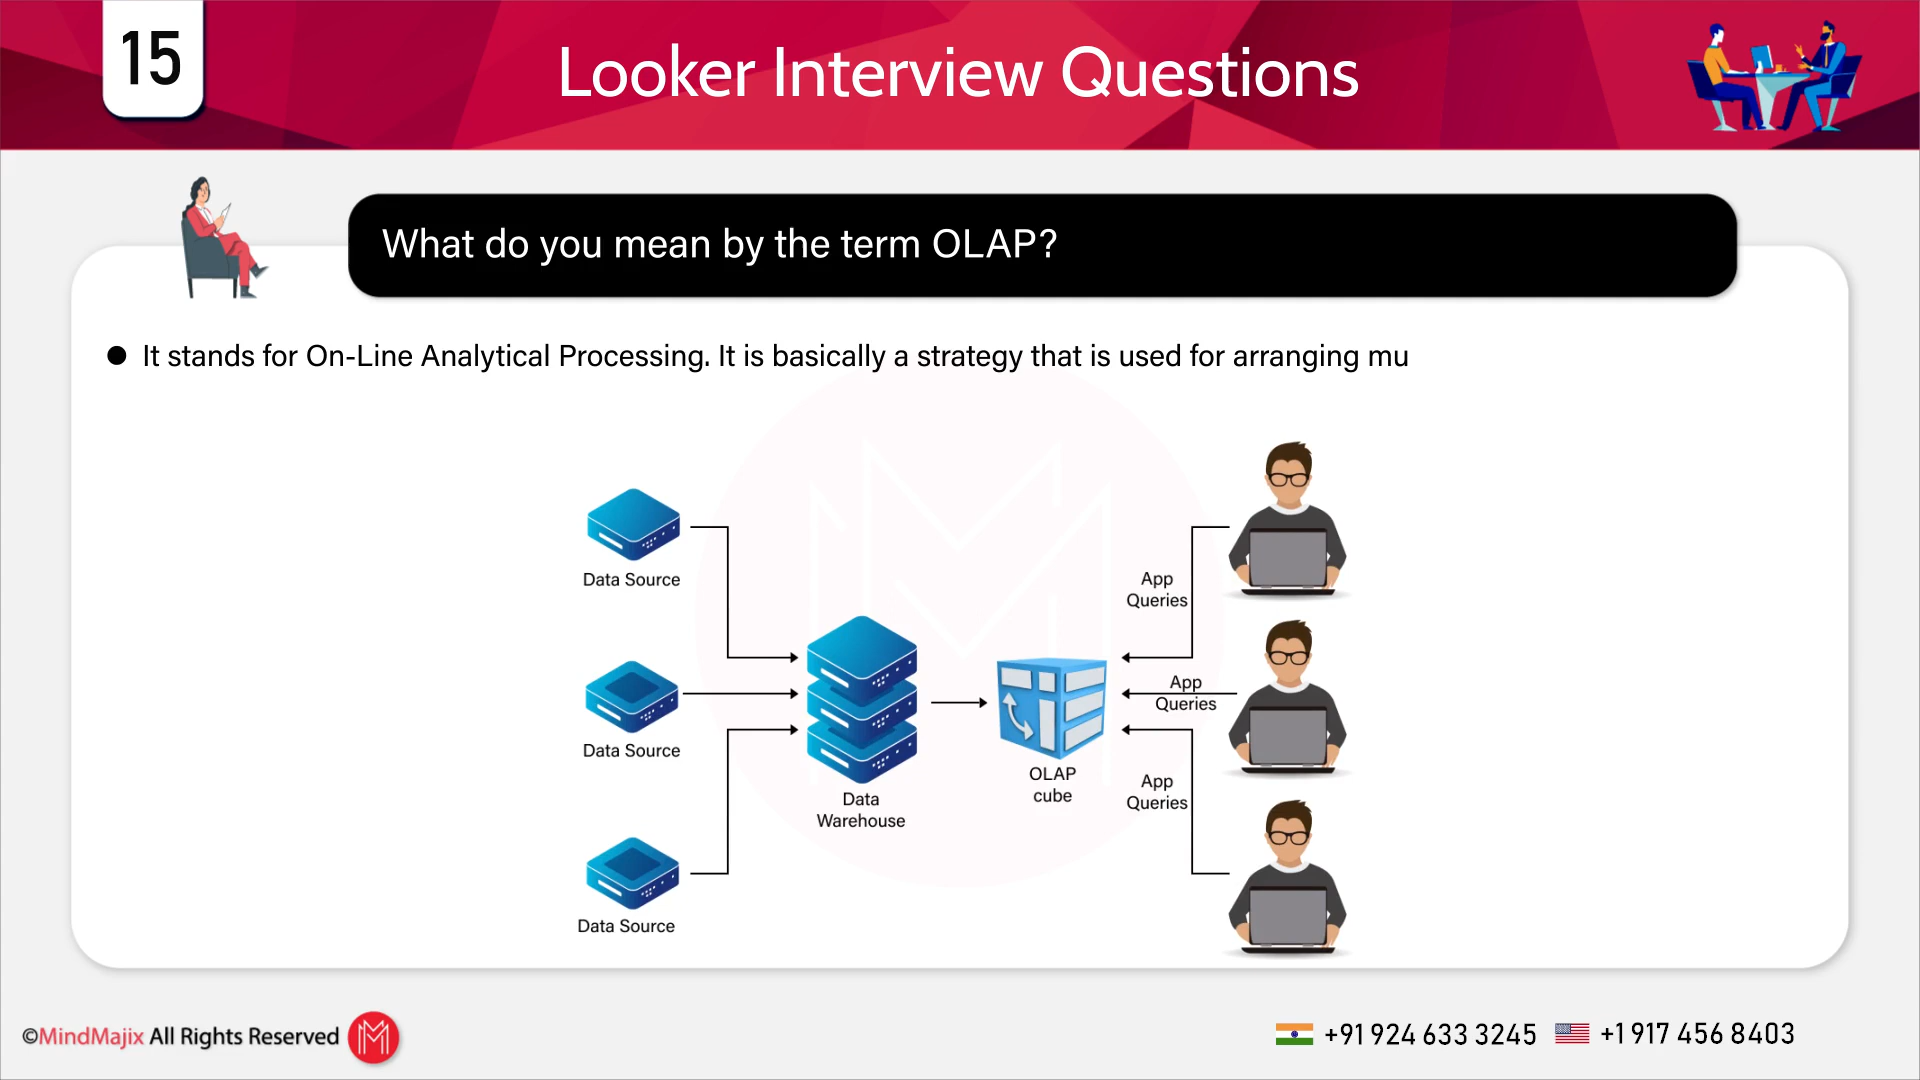 15
Looker Interview Questions
What do you mean by the term OLAP?
● It stands for On-Line Analytical Processing. It is basically a strategy that is used for arranging mu
Data Source
App
Queries
App
Queries
Data Source
OLAP
cube
App
Queries
Data
Warehouse
Data Source
©MindMajix All Rights Reserved
+91 924 633 3245
+1 917 456 8403